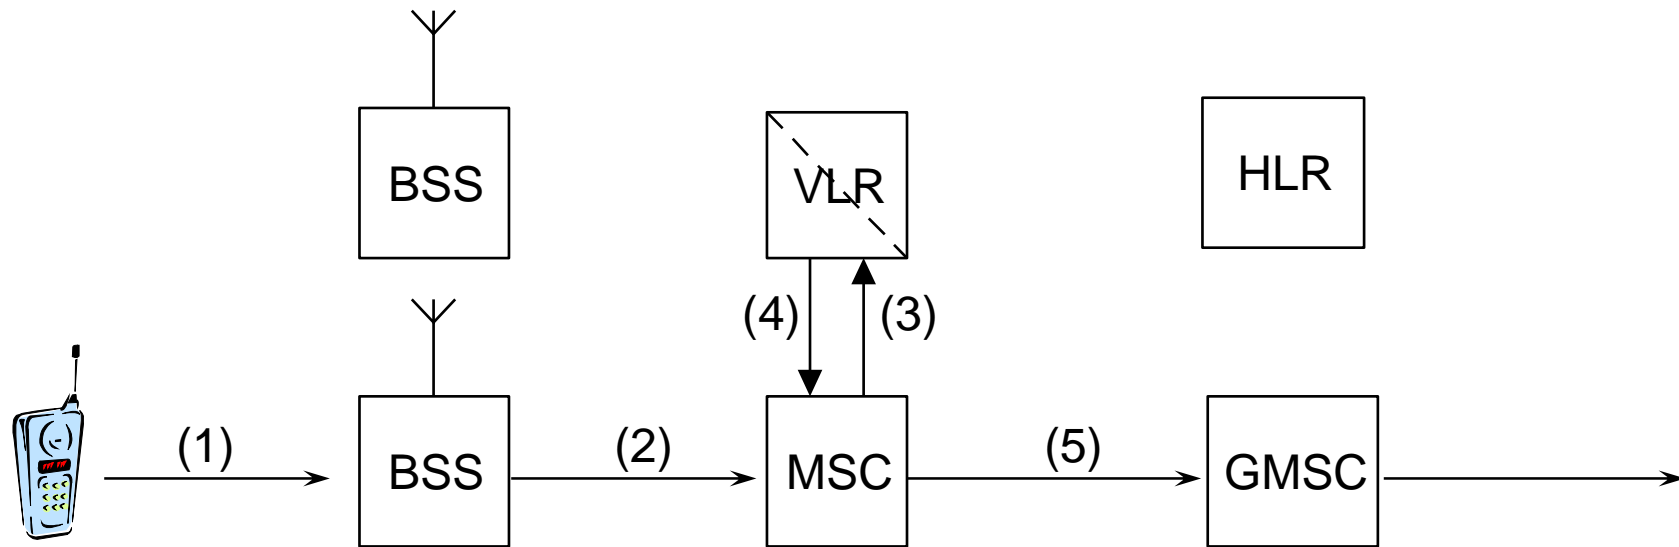 BSS
VLR
HLR
(4)
(3)
(1)
(2)
(5)
BSS
MSC
GMSC